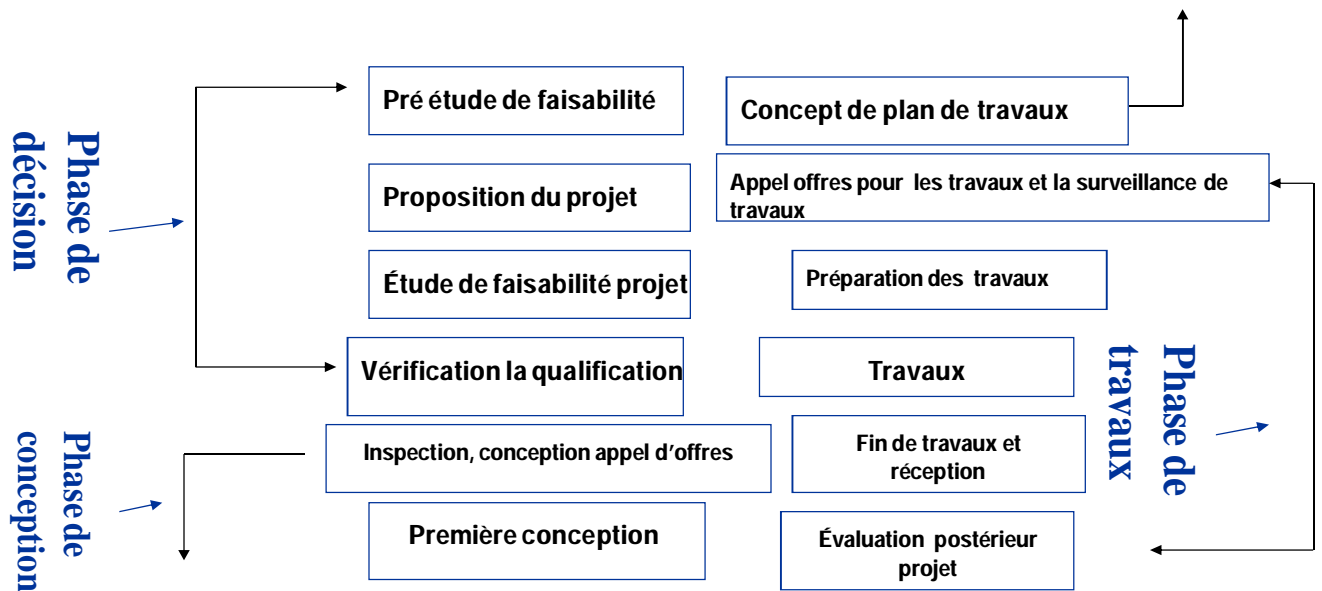 Phase de
décision
Pré étude de faisabilité
Proposition du projet
Étude de faisabilité projet
Vérification la qualification
Phase de
conception
Inspection, conception appel d’offres
Première conception
Concept de plan de travaux
Appel offres pour les travaux et la surveillance de
travaux
Préparation des travaux
Travaux
Fin de travaux et
réception
Évaluation postérieur
projet
Phase de
travaux